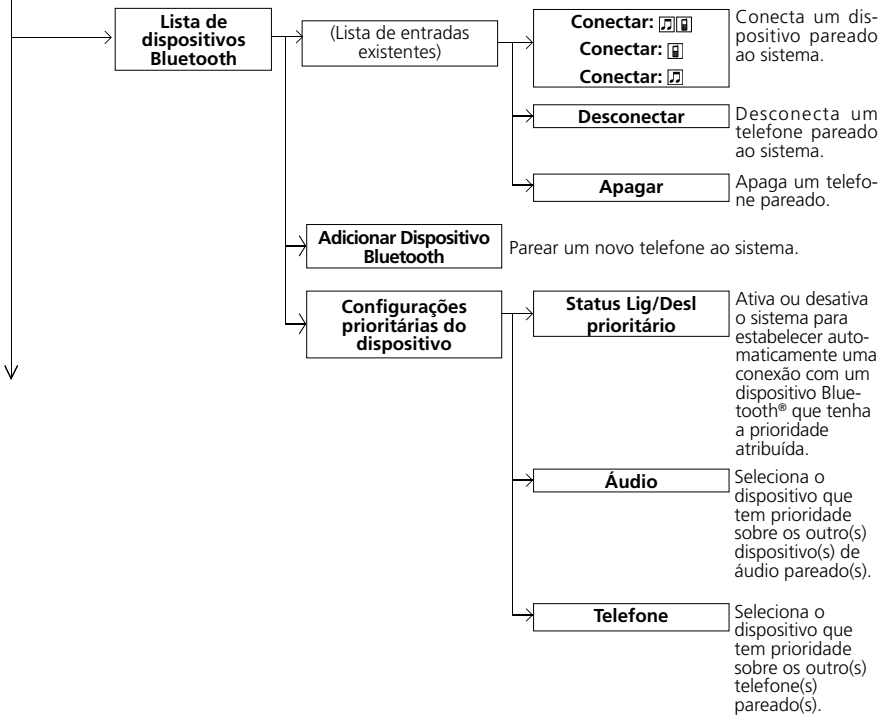 Lista de
dispositivos
Bluetooth
(Lista de entradas
existentes)
Conectar:
Conectar:
Conectar:
Conecta um dis-
positivo pareado
ao sistema.
Desconectar
Desconecta um
telefone pareado
ao sistema.
Apagar
Apaga um telefo-
ne pareado.
Adicionar Dispositivo
Bluetooth
Parear um novo telefone ao sistema.
Configurações
prioritárias do
dispositivo
Status Lig/Desl
prioritário
Ativa ou desativa
o sistema para
estabelecer auto-
maticamente uma
conexão com um
dispositivo Blue-
tooth® que tenha
a prioridade
atribuída.
Áudio
Seleciona o
dispositivo que
tem prioridade
sobre os outro(s)
dispositivo(s) de
áudio pareado(s).
Telefone
Seleciona o
dispositivo que
tem prioridade
sobre os outro(s)
telefone(s)
pareado(s).